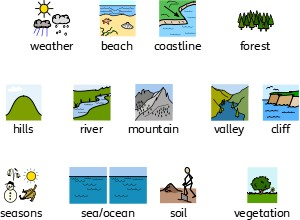 weather beach coastline forest
hills river mountain valley cliff
seasons sea/ocean soil vegetation